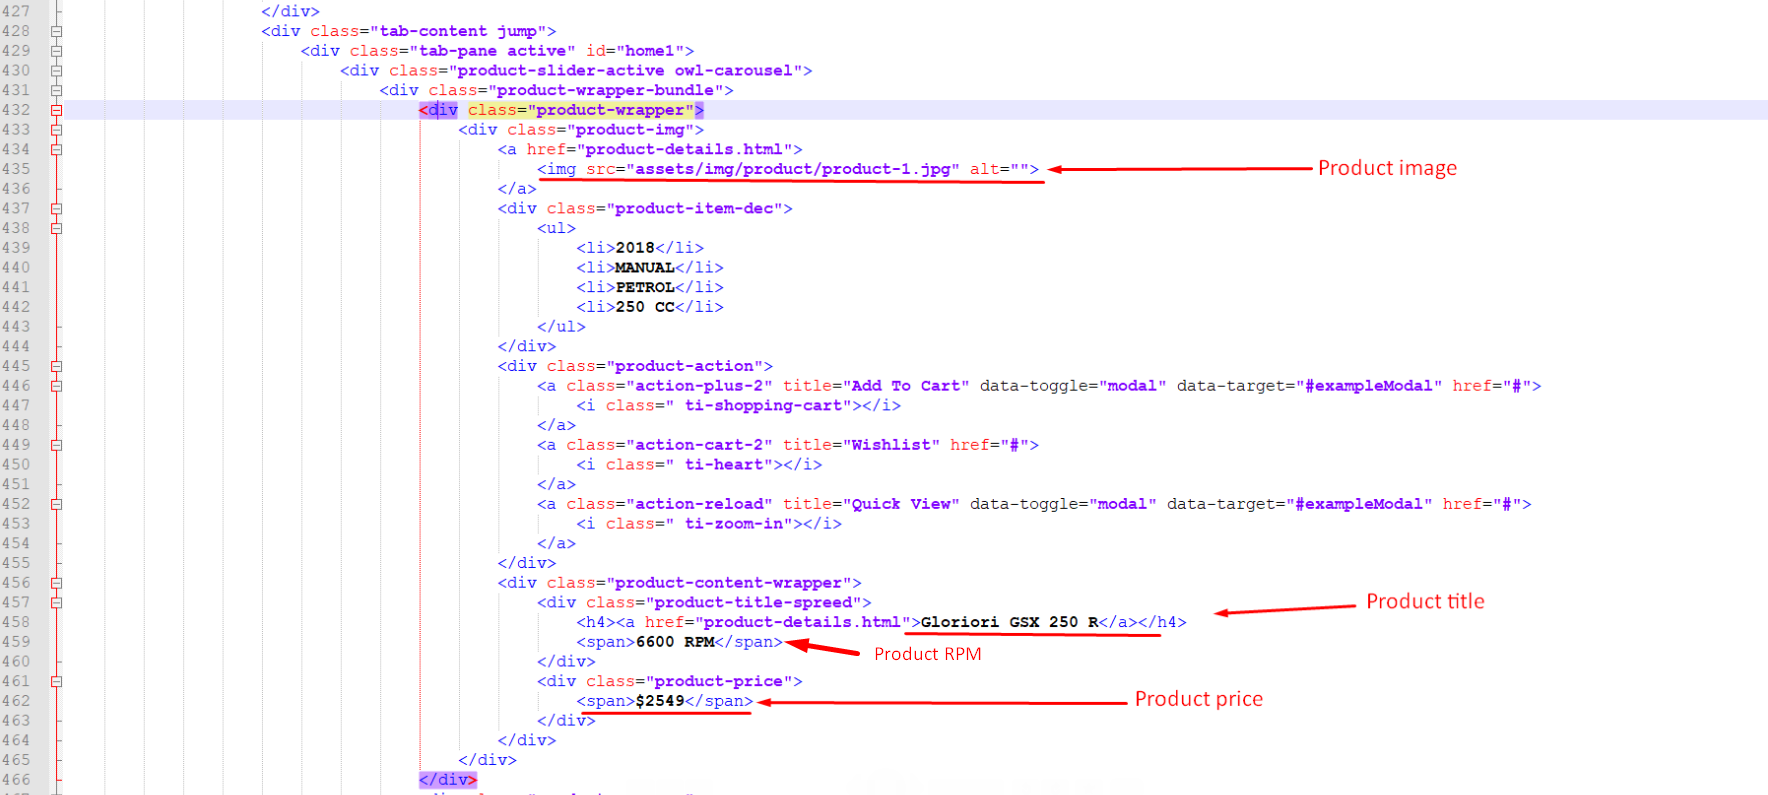 427 </div>
428 <div class="tab-content jump">
429 <div class="tab-pane active" id="home1">
430 <div class="product-slider-active owl-carousel">
431 <div class="product-wrapper-bundle">
432 <div class="product-wrapper">
433 <div class="product-img">
434 <a href="product-details.html">
435 <img src="assets/img/product/product-1.jpg" alt=""> Product image
436 </a>
437 <div class="product-item-dec">
438 <ul>
439 <li>2018</li>
440 <li>MANUAL</li>
441 <li>PETROL</li>
442 <li>250 CC</li>
443 </ul>
444 </div>
445 <div class="product-action">
446 <a class="action-plus-2" title="Add To Cart" data-toggle="modal" data-target="#exampleModal" href="#">
447 <i class=" ti-shopping-cart"></i>
448 </a>
449 <a class="action-cart-2" title="Wishlist" href="#">
450 <i class=" ti-heart"></i>
451 </a>
452 <a class="action-reload" title="Quick View" data-toggle="modal" data-target="#exampleModal" href="#">
453 <i class=" ti-zoom-in"></i>
454 </a>
455 </div>
456 <div class="product-content-wrapper">
457 <div class="product-title-spreed"> Product title
458 <h4><a href="product-details.html">Gloriori GSX 250 R</a></h4>
459 <span>6600 RPM</span> Product RPM
460 </div>
461 <div class="product-price">
462 <span>$2549</span> Product price
463 </div>
464 </div>
465 </div>
466 </div>